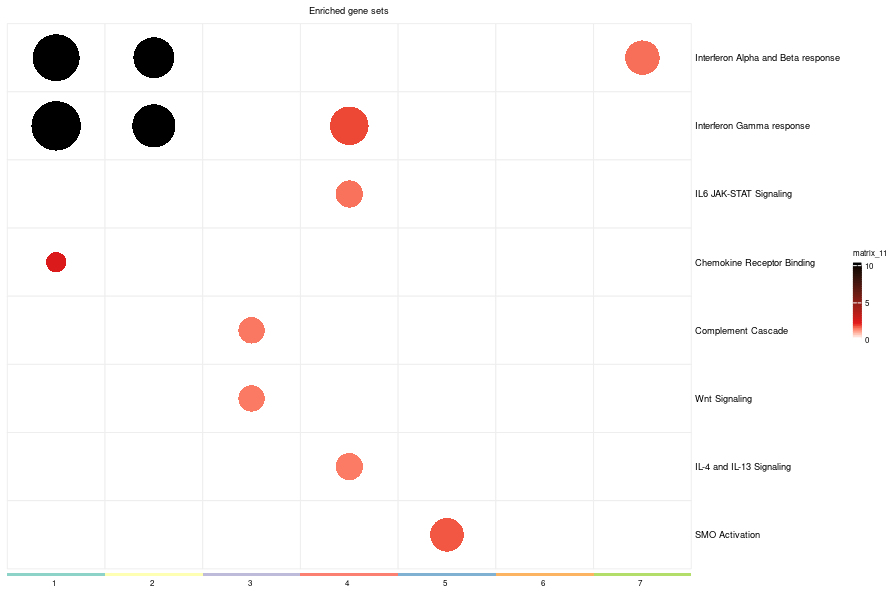 Enriched gene sets
Interferon Alpha and Beta response
Interferon Gamma response
IL6 JAK-STAT Signaling
matrix_11
10
5
0
Chemokine Receptor Binding
Complement Cascade
Wnt Signaling
IL-4 and IL-13 Signaling
SMO Activation
1 2 3 4 5 6 7